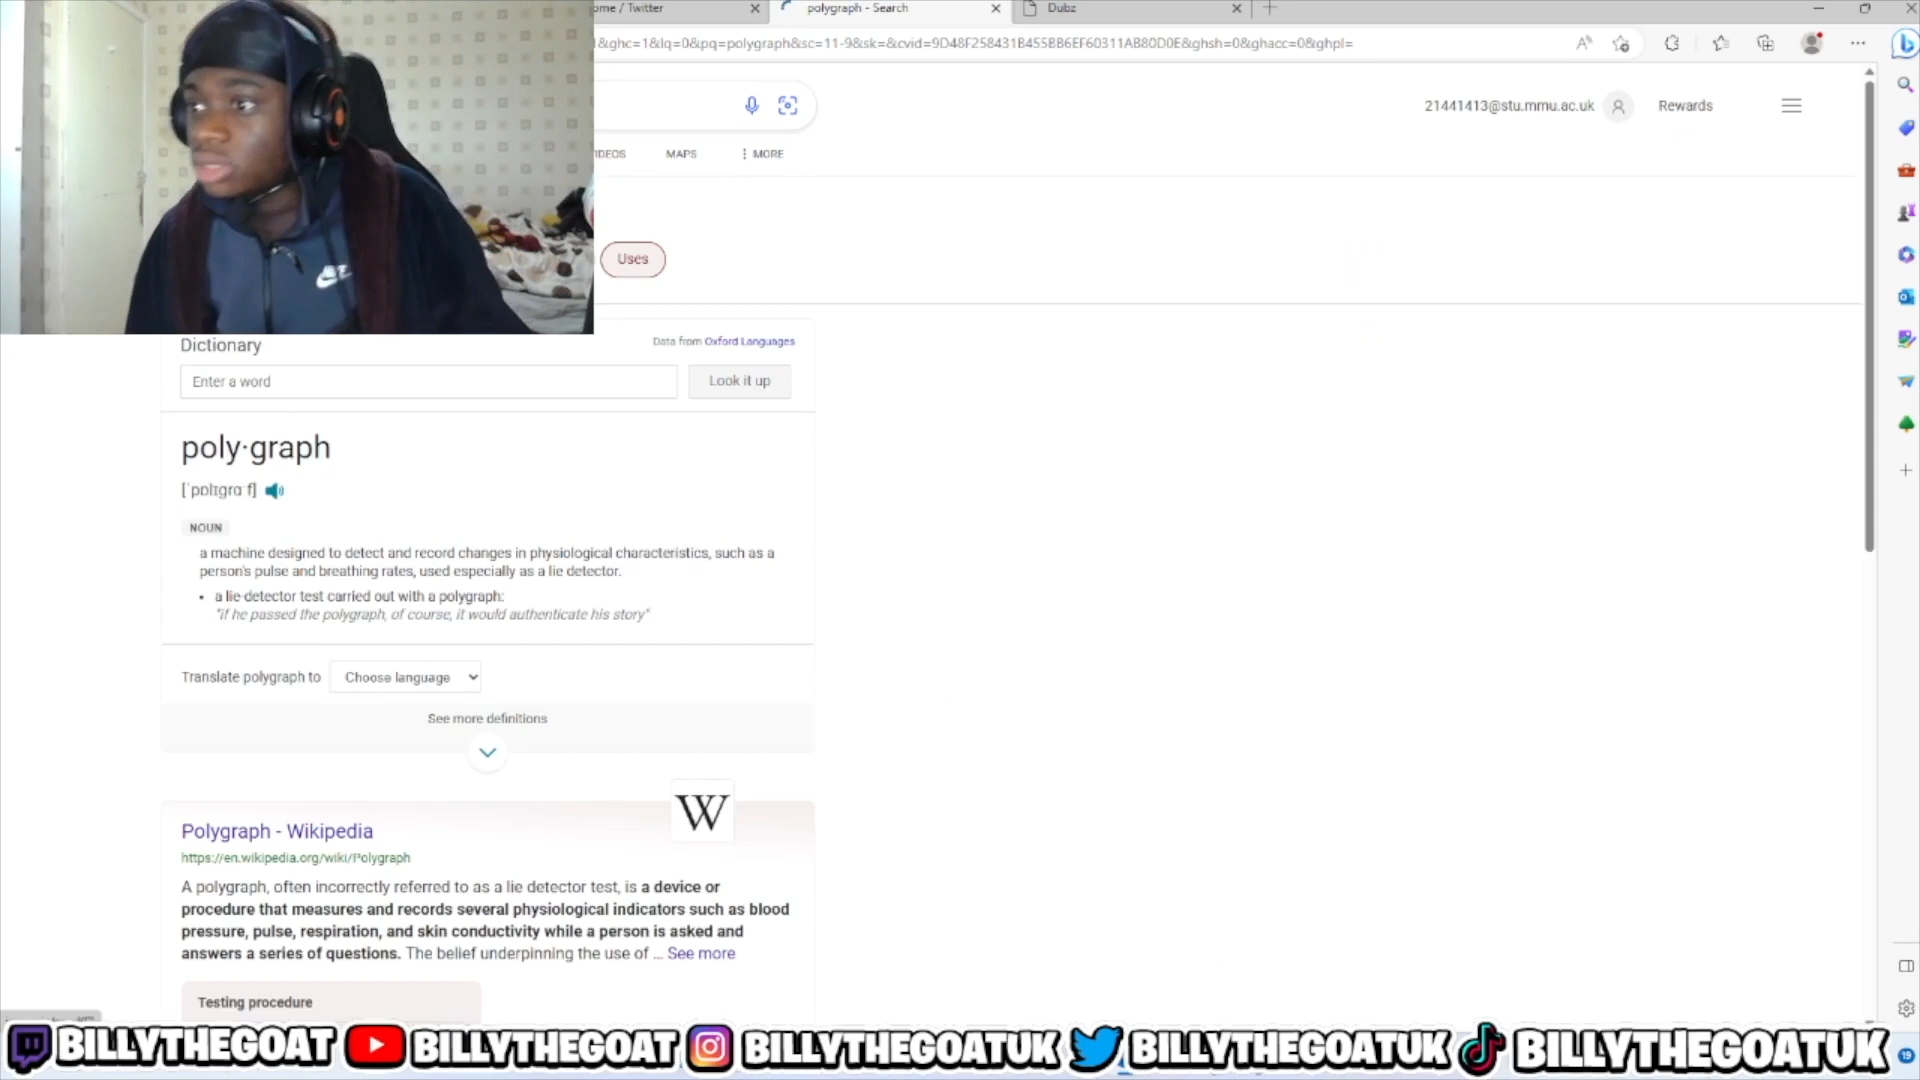 ome / Twitter
polygraph - Search
Dubz
&ghc=1&lq=0&pq=polygraph&sc=11-9&sk=&cvid=9D48F258431B455BB6EF60311AB80D0E&ghsh=0&ghacc=0&ghpl=
21441413@stu.mmu.ac.uk
Rewards
IDEOS
MAPS
MORE
Uses
Dictionary
Data from Oxford Languages
Enter a word
Look it up
poly·graph
[ˈpɒlɪɡrɑːf]
NOUN
a machine designed to detect and record changes in physiological characteristics, such as a
person's pulse and breathing rates, used especially as a lie detector.
• a lie-detector test carried out with a polygraph:
"if he passed the polygraph, of course, it would authenticate his story"
Translate polygraph to
Choose language
See more definitions
W
Polygraph - Wikipedia
https://en.wikipedia.org/wiki/Polygraph
A polygraph, often incorrectly referred to as a lie detector test, is a device or
procedure that measures and records several physiological indicators such as blood
pressure, pulse, respiration, and skin conductivity while a person is asked and
answers a series of questions. The belief underpinning the use of ... See more
Testing procedure
BILLYTHEGOAT BILLYTHEGOAT BILLYTHEGOATUK BILLYTHEGOATUK BILLYTHEGOATUK
19